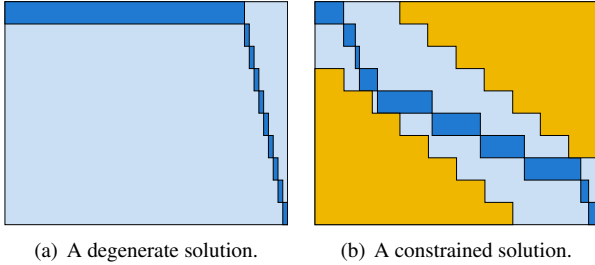 (a) A degenerate solution.
(b) A constrained solution.